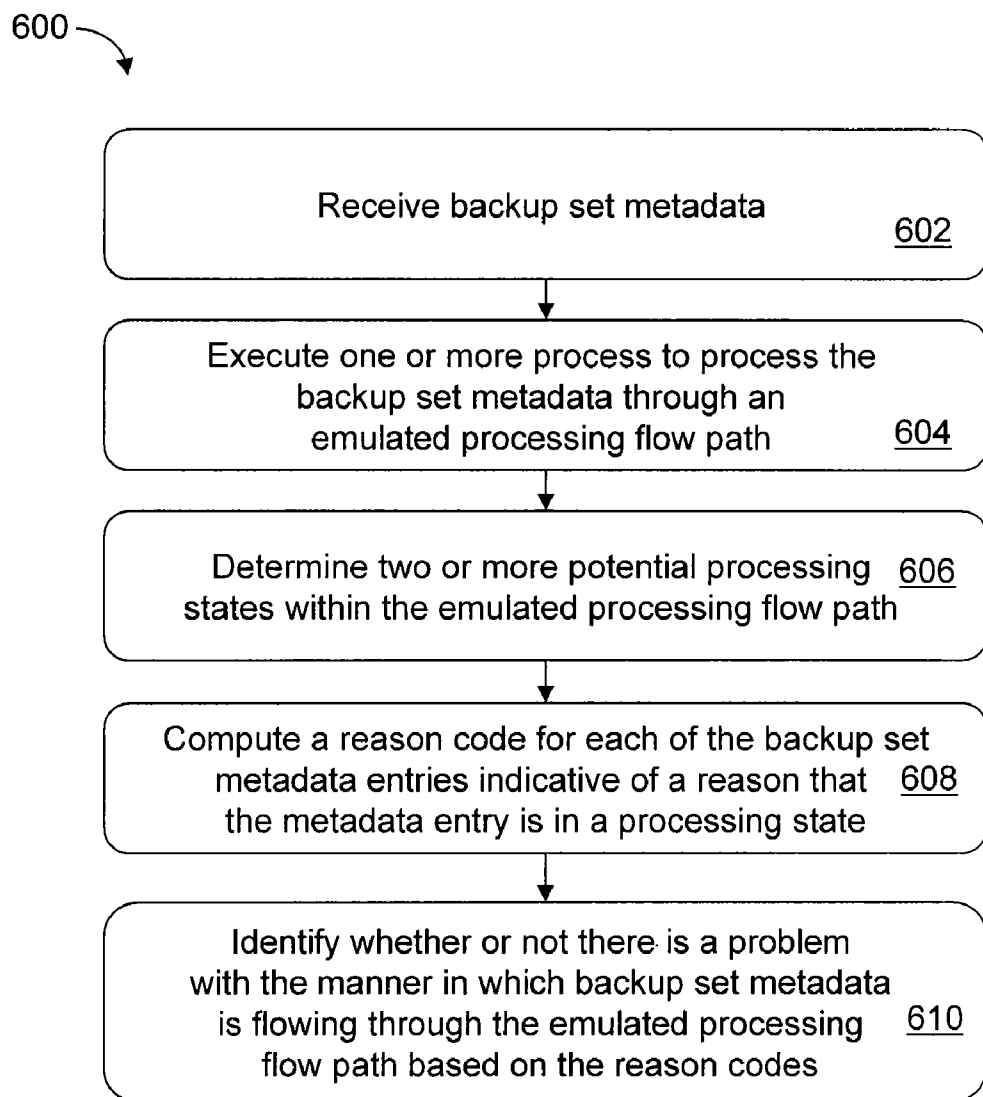 600
Receive backup set metadata
602
Execute one or more process to process the
backup set metadata through an
emulated processing flow path
604
Determine two or more potential processing 606
states within the emulated processing flow path
Compute a reason code for each of the backup set
metadata entries indicative of a reason that 608
the metadata entry is in a processing state
Identify whether or not there is a problem
with the manner in which backup set metadata
is flowing through the emulated processing 610
flow path based on the reason codes